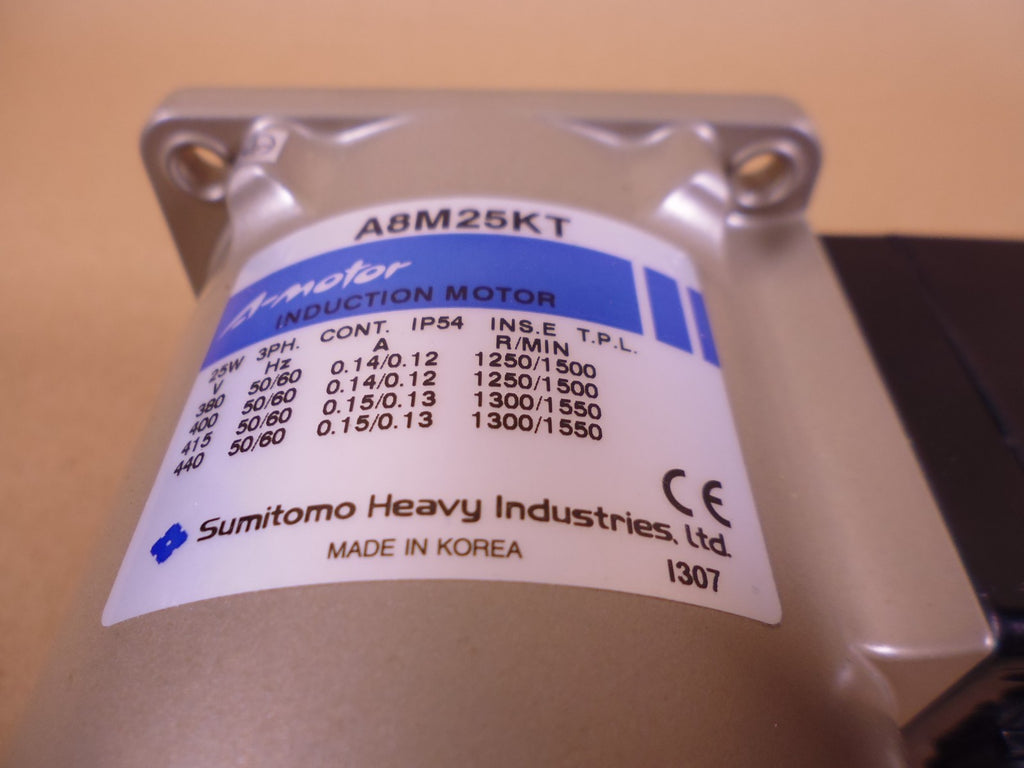 A8M25KT
A-motor
INDUCTION MOTOR
25W 3PH. CONT. IP54 INS.E T.P.L.
V Hz A R/MIN
380 50/60 0.14/0.12 1250/1500
400 50/60 0.14/0.12 1250/1500
415 50/60 0.15/0.13 1300/1550
440 50/60 0.15/0.13 1300/1550
CE
Sumitomo Heavy Industries, Ltd.
MADE IN KOREA
I307